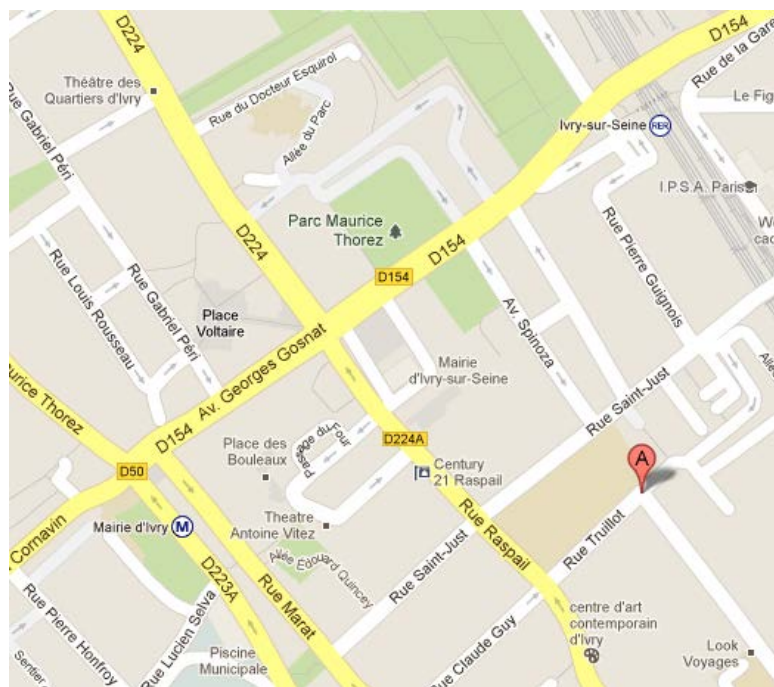 D224
D154
Rue de la Gare
Théâtre des
Quartiers d'Ivry
Rue du Docteur Esquirol
Le Fig
Rue Gabriel Péri
Allée du Parc
Ivry-sur-Seine
RER
I.P.S.A. Paris
Parc Maurice
Thorez
D224
D154
D154
Rue Pierre Guignois
Rue Louis Rousseau
Rue Gabriel Péri
Place
Voltaire
Av. Spinoza
Mairie
d'Ivry-sur-Seine
Av. Georges Gosnat
D154
Rue Saint-Just
Passage du
Four
D224A
Place des
Bouleaux
Century
21 Raspail
A
D50
Mairie d'Ivry
M
Theatre
Antoine Vitez
Rue Raspail
Rue Truillot
Cornavin
Allée Édouard Quincey
Rue Saint-Just
D223A
Rue Marat
Rue Pierre Honfroy
Rue Lucien Selva
centre d'art
contemporain
d'Ivry
Rue Claude Guy
Piscine
Municipale
Look
Voyages
Sentier